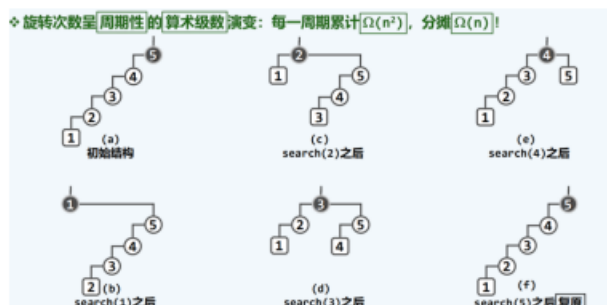 ❖ 旋转次数呈周期性的算术级数演变：每一周期累计Ω(n²)，分摊Ω(n)！
5
4
3
2
1
(a)
初始结构
2
1
5
4
3
(c)
search(2)之后
4
3
5
2
1
(e)
search(4)之后
1
5
4
3
2
(b)
search(1)之后
3
2
5
1
4
(d)
search(3)之后
5
4
3
2
1
(f)
search(5)之后复原